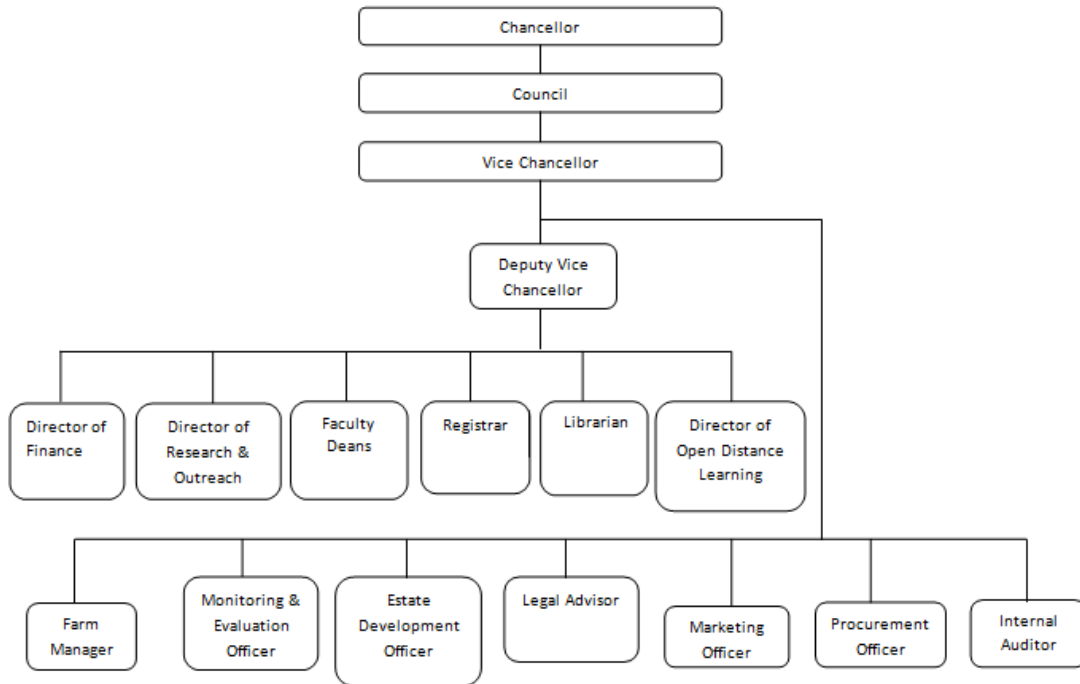 Chancellor
Council
Vice Chancellor
Deputy Vice
Chancellor
Director of
Finance
Director of
Research &
Outreach
Faculty
Deans
Registrar
Librarian
Director of
Open Distance
Learning
Farm
Manager
Monitoring &
Evaluation
Officer
Estate
Development
Officer
Legal Advisor
Marketing
Officer
Procurement
Officer
Internal
Auditor